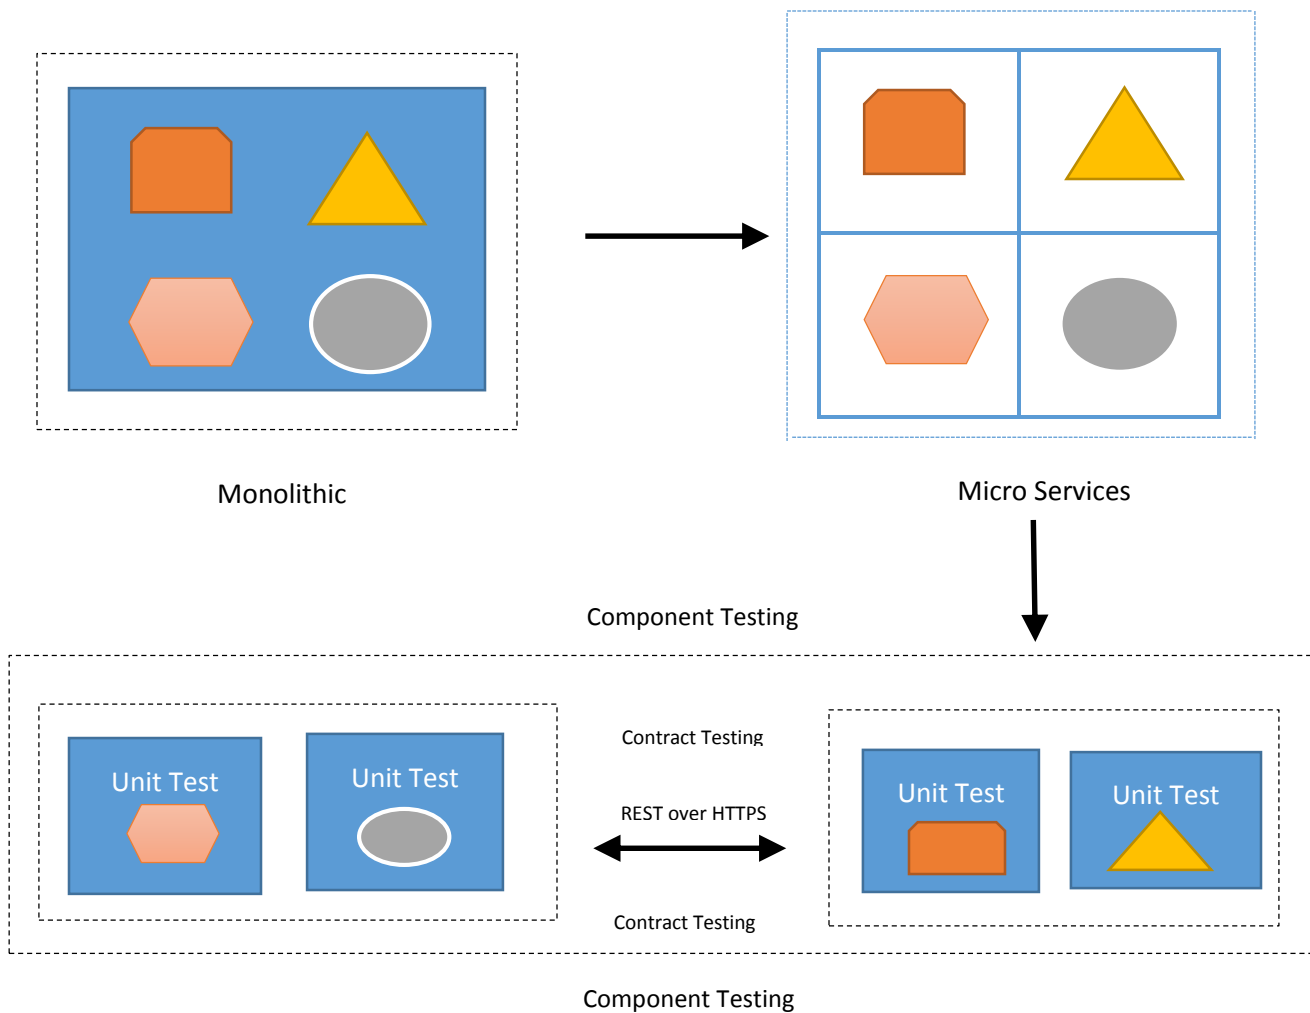 Monolithic
Micro Services
Component Testing
Contract Testing
Unit Test
Unit Test
Unit Test
Unit Test
REST over HTTPS
Contract Testing
Component Testing